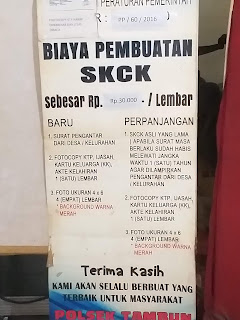 PERATURAN PEMERINTAH
R : PP / 60 / 2016 )
BIAYA PEMBUATAN
SKCK
sebesar Rp. Rp.30.000 .- / Lembar
BARU
1. SURAT PENGANTAR
DARI DESA / KELURAHAN
2. FOTOCOPY KTP, IJASAH,
KARTU KELUARGA (KK),
AKTE KELAHIRAN
1 (SATU) LEMBAR
3. FOTO UKURAN 4 x 6
4 (EMPAT) LEMBAR
* BACKGROUND WARNA
MERAH
PERPANJANGAN
1. SKCK ASLI YANG LAMA
( APABILA SURAT MASA
BERLAKU SUDAH HABIS
MELEWATI JANGKA
WAKTU 1 (SATU) TAHUN
AGAR DILAMPIRKAN
PENGANTAR DARI DESA
/ KELURAHAN
2. FOTOCOPY KTP, IJASAH,
KARTU KELUARGA (KK),
AKTE KELAHIRAN
1 (SATU) LEMBAR
3. FOTO UKURAN 4 x 6
4 (EMPAT) LEMBAR
* BACKGROUND WARNA
MERAH
Terima Kasih
KAMI AKAN SELALU BERBUAT YANG
TERBAIK UNTUK MASYARAKAT
POLSEK TAMBUN